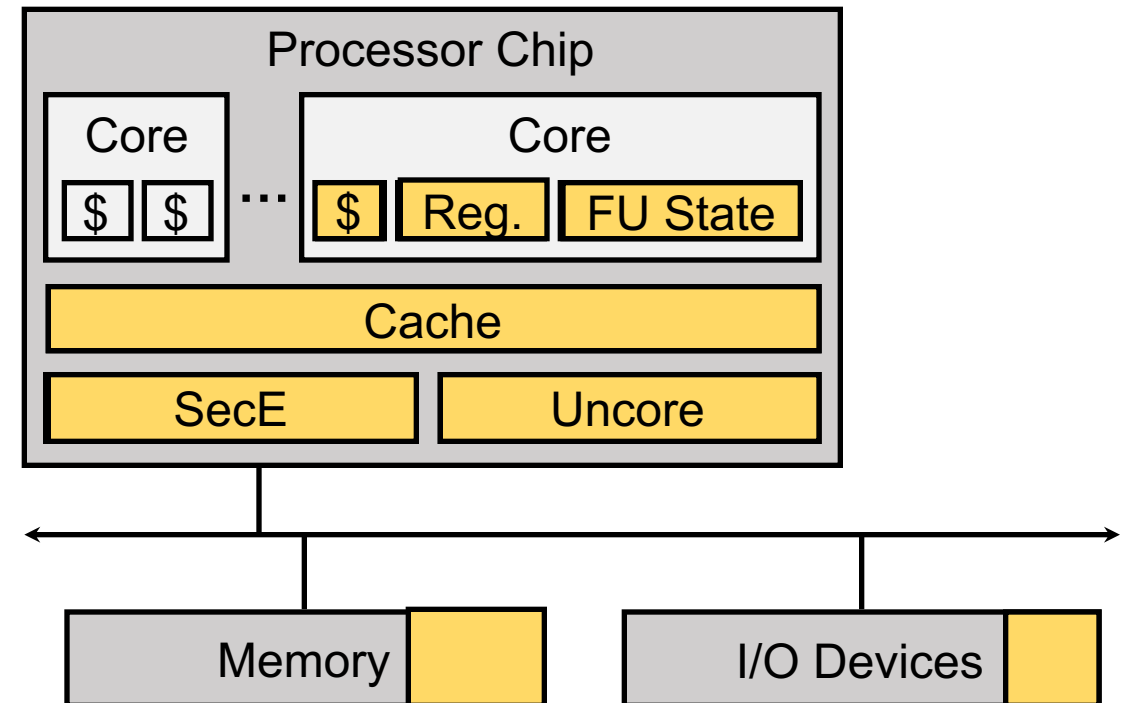 Processor Chip
Core
Core
$ $ ... $ Reg. FU State
Cache
SecE Uncore
Memory I/O Devices